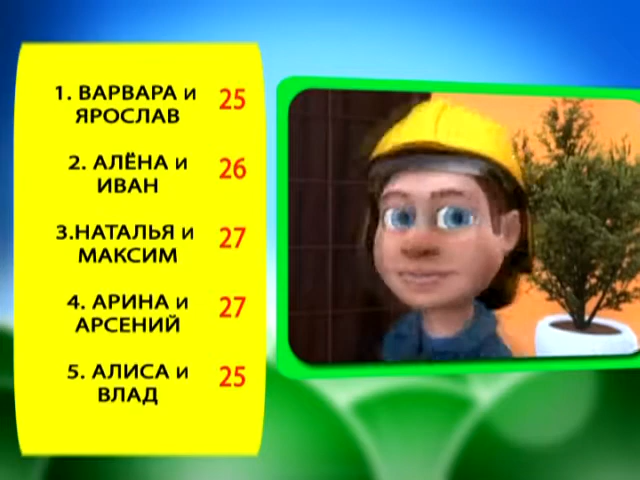 1. ВАРВАРА и 25
ЯРОСЛАВ
2. АЛЁНА и 26
ИВАН
3.НАТАЛЬЯ и 27
МАКСИМ
4. АРИНА и 27
АРСЕНИЙ
5. АЛИСА и 25
ВЛАД